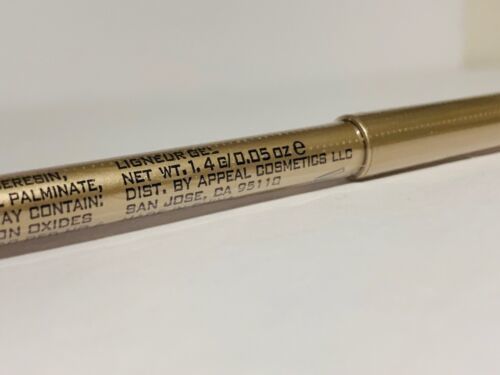 LIGNEUR GEL
NET WT. 1.4 g/0.05 oz e
DIST. BY APPEAL COSMETICS LLC
SAN JOSE, CA 95110
PALMINATE,
AY CONTAIN:
ON OXIDES